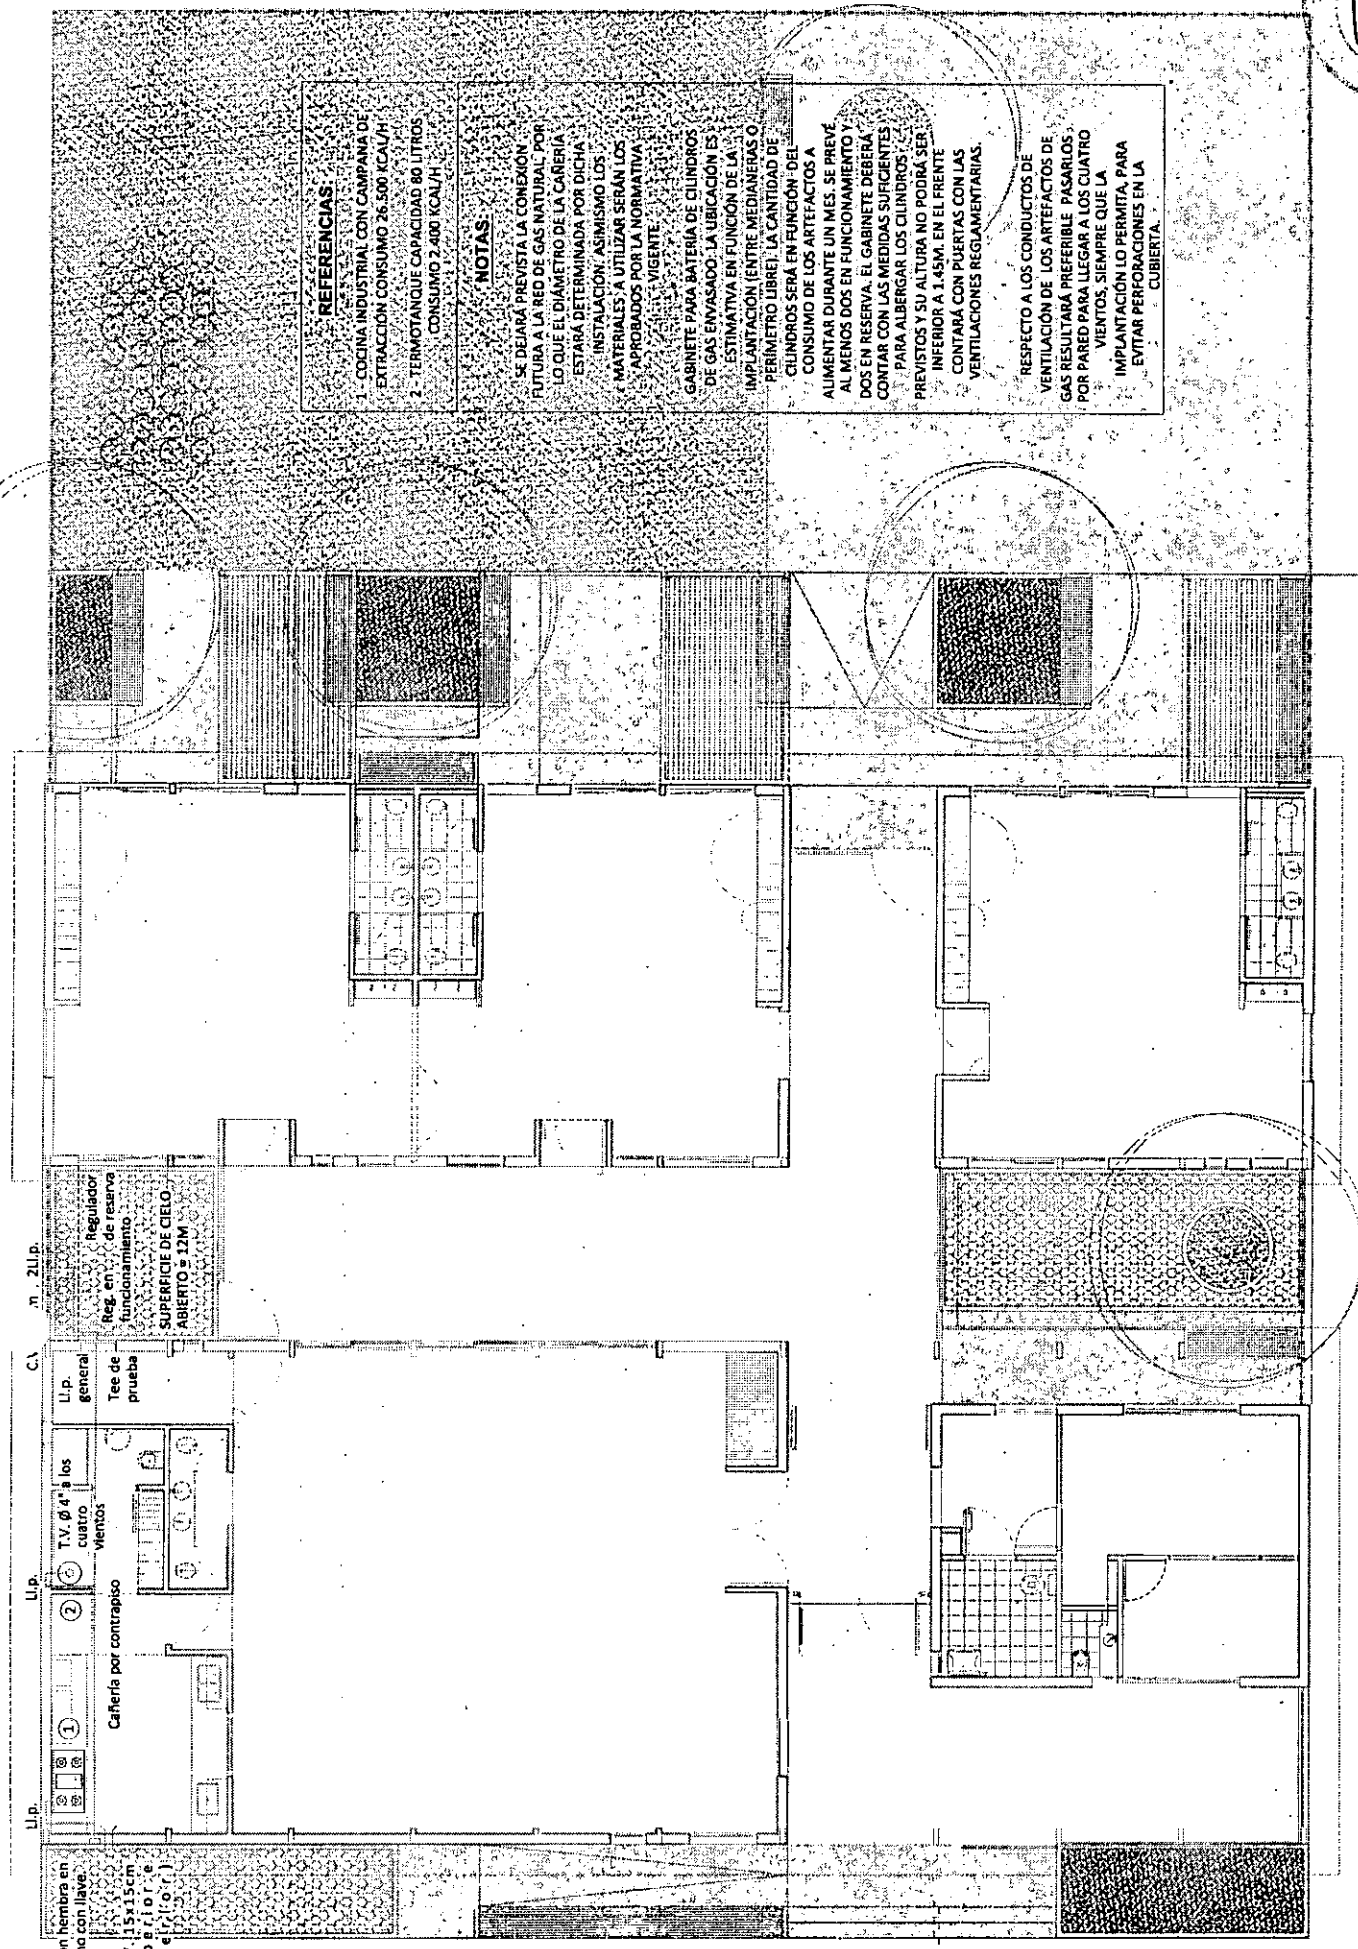 REFERENCIAS:
1 - COCINA INDUSTRIAL CON CAMPANA DE
EXTRACCIÓN CONSUMO 26.500 KCAL/H
2 - TERMOTANQUE CAPACIDAD 80 LITROS
CONSUMO 2.400 KCAL/H
NOTAS:
SE DEJARÁ PREVISTA LA CONEXIÓN
FUTURA A LA RED DE GAS NATURAL, POR
LO QUE EL DIÁMETRO DE LA CAÑERÍA
ESTARÁ DETERMINADA POR DICHA
INSTALACIÓN, ASIMISMO LOS
MATERIALES A UTILIZAR SERÁN LOS
APROBADOS POR LA NORMATIVA
VIGENTE.
GABINETE PARA BATERÍA DE CILINDROS
DE GAS ENVASADO. LA UBICACIÓN ES
ESTIMATIVA EN FUNCIÓN DE LA
IMPLANTACIÓN (ENTRE MEDIANERAS O
PERÍMETRO LIBRE). LA CANTIDAD DE
CILINDROS SERÁ EN FUNCIÓN DEL
CONSUMO DE LOS ARTEFACTOS A
ALIMENTAR DURANTE UN MES. SE PREVÉ
AL MENOS DOS EN FUNCIONAMIENTO Y
DOS EN RESERVA. EL GABINETE DEBERÁ
CONTAR CON LAS MEDIDAS SUFICIENTES
PARA ALBERGAR LOS CILINDROS
PREVISTOS Y SU ALTURA NO PODRÁ SER
INFERIOR A 1.45M. EN EL FRENTE
CONTARÁ CON PUERTAS CON LAS
VENTILACIONES REGLAMENTARIAS.
RESPECTO A LOS CONDUCTOS DE
VENTILACIÓN DE LOS ARTEFACTOS DE
GAS RESULTARÁ PREFERIBLE PASARLOS
POR PARED PARA LLEGAR A LOS CUATRO
VIENTOS, SIEMPRE QUE LA
IMPLANTACIÓN LO PERMITA, PARA
EVITAR PERFORACIONES EN LA
CUBIERTA.
Ll.p.
Ll.p.
2Ll.p.
n hembra en
con llave.
15x15cm
1
2
T.V. ø 4" a los
cuatro
vientos
Cañería por contrapiso
Ll.p.
general
Tee de
prueba
Regulador
de reserva
Reg. en
funcionamiento
SUPERFICIE DE CIELO
ABIERTO = 12M